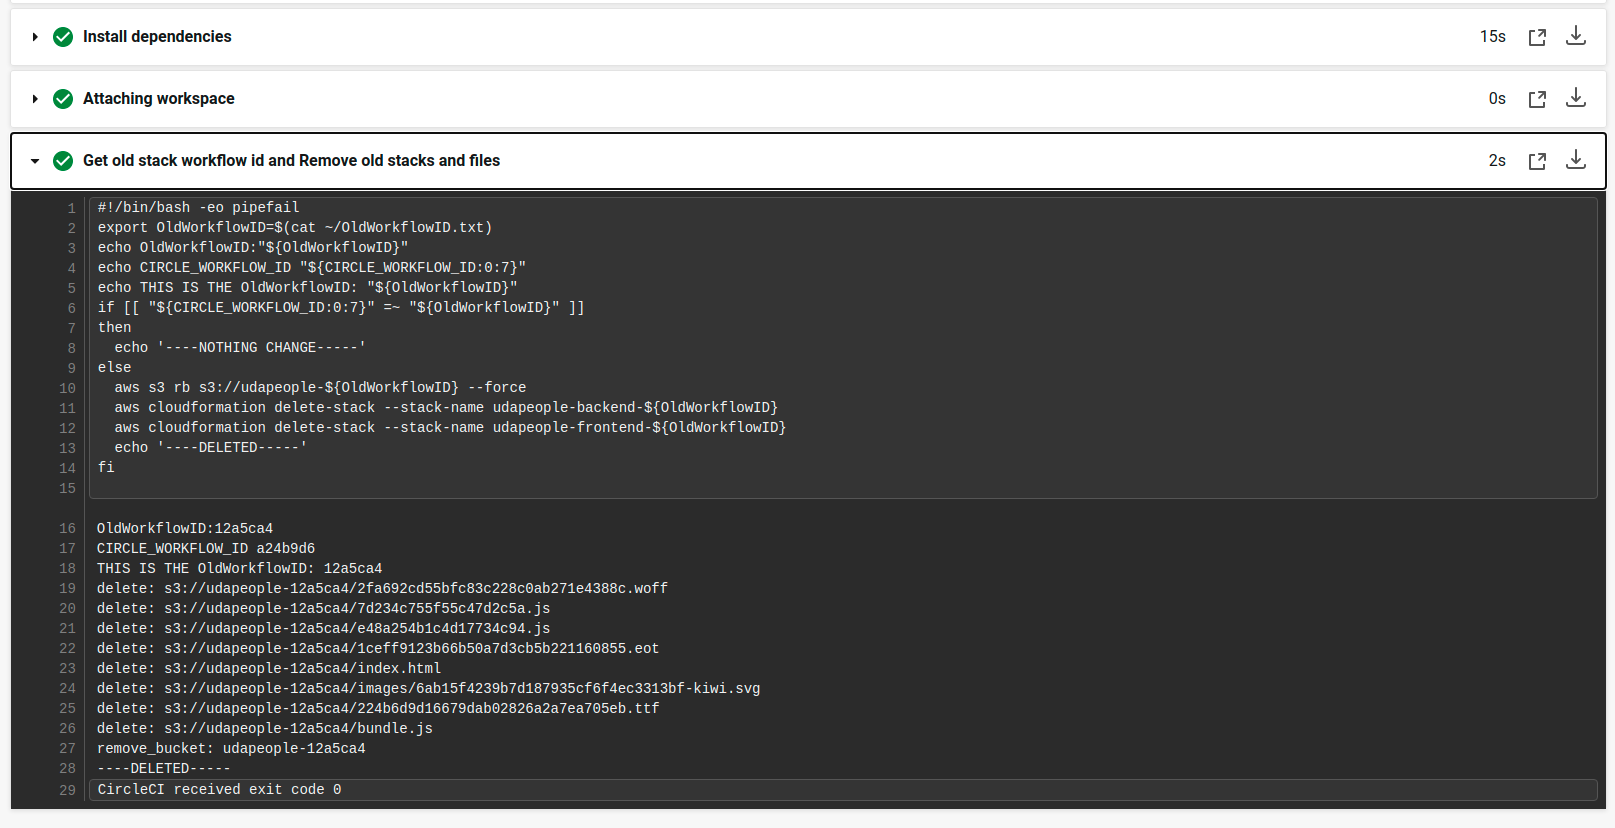 Install dependencies 15s
Attaching workspace 0s
Get old stack workflow id and Remove old stacks and files 2s
1 #!/bin/bash -eo pipefail
2 export OldWorkflowID=$(cat ~/OldWorkflowID.txt)
3 echo OldWorkflowID:"${OldWorkflowID}"
4 echo CIRCLE_WORKFLOW_ID "${CIRCLE_WORKFLOW_ID:0:7}"
5 echo THIS IS THE OldWorkflowID: "${OldWorkflowID}"
6 if [[ "${CIRCLE_WORKFLOW_ID:0:7}" =~ "${OldWorkflowID}" ]]
7 then
8   echo '----NOTHING CHANGE-----'
9 else
10   aws s3 rb s3://udapeople-${OldWorkflowID} --force
11   aws cloudformation delete-stack --stack-name udapeople-backend-${OldWorkflowID}
12   aws cloudformation delete-stack --stack-name udapeople-frontend-${OldWorkflowID}
13   echo '----DELETED-----'
14 fi
15
16 OldWorkflowID:12a5ca4
17 CIRCLE_WORKFLOW_ID a24b9d6
18 THIS IS THE OldWorkflowID: 12a5ca4
19 delete: s3://udapeople-12a5ca4/2fa692cd55bfc83c228c0ab271e4388c.woff
20 delete: s3://udapeople-12a5ca4/7d234c755f55c47d2c5a.js
21 delete: s3://udapeople-12a5ca4/e48a254b1c4d17734c94.js
22 delete: s3://udapeople-12a5ca4/1ceff9123b66b50a7d3cb5b221160855.eot
23 delete: s3://udapeople-12a5ca4/index.html
24 delete: s3://udapeople-12a5ca4/images/6ab15f4239b7d187935cf6f4ec3313bf-kiwi.svg
25 delete: s3://udapeople-12a5ca4/224b6d9d16679dab02826a2a7ea705eb.ttf
26 delete: s3://udapeople-12a5ca4/bundle.js
27 remove_bucket: udapeople-12a5ca4
28 ----DELETED-----
29 CircleCI received exit code 0